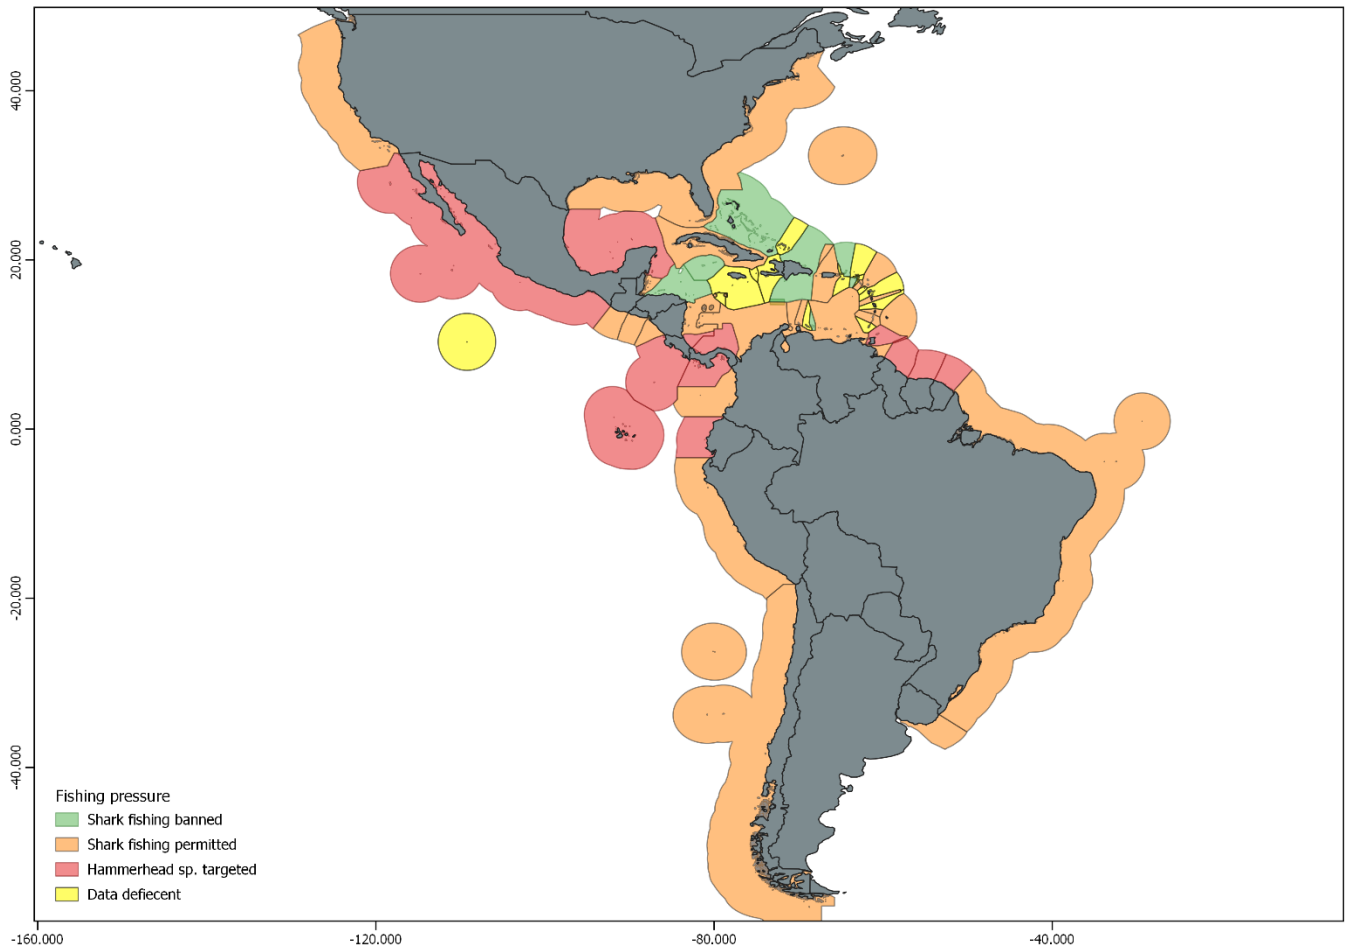 40.000
20.000
0.000
-20.000
-40.000
Fishing pressure
Shark fishing banned
Shark fishing permitted
Hammerhead sp. targeted
Data defiecent
-160.000 -120.000 -80.000 -40.000